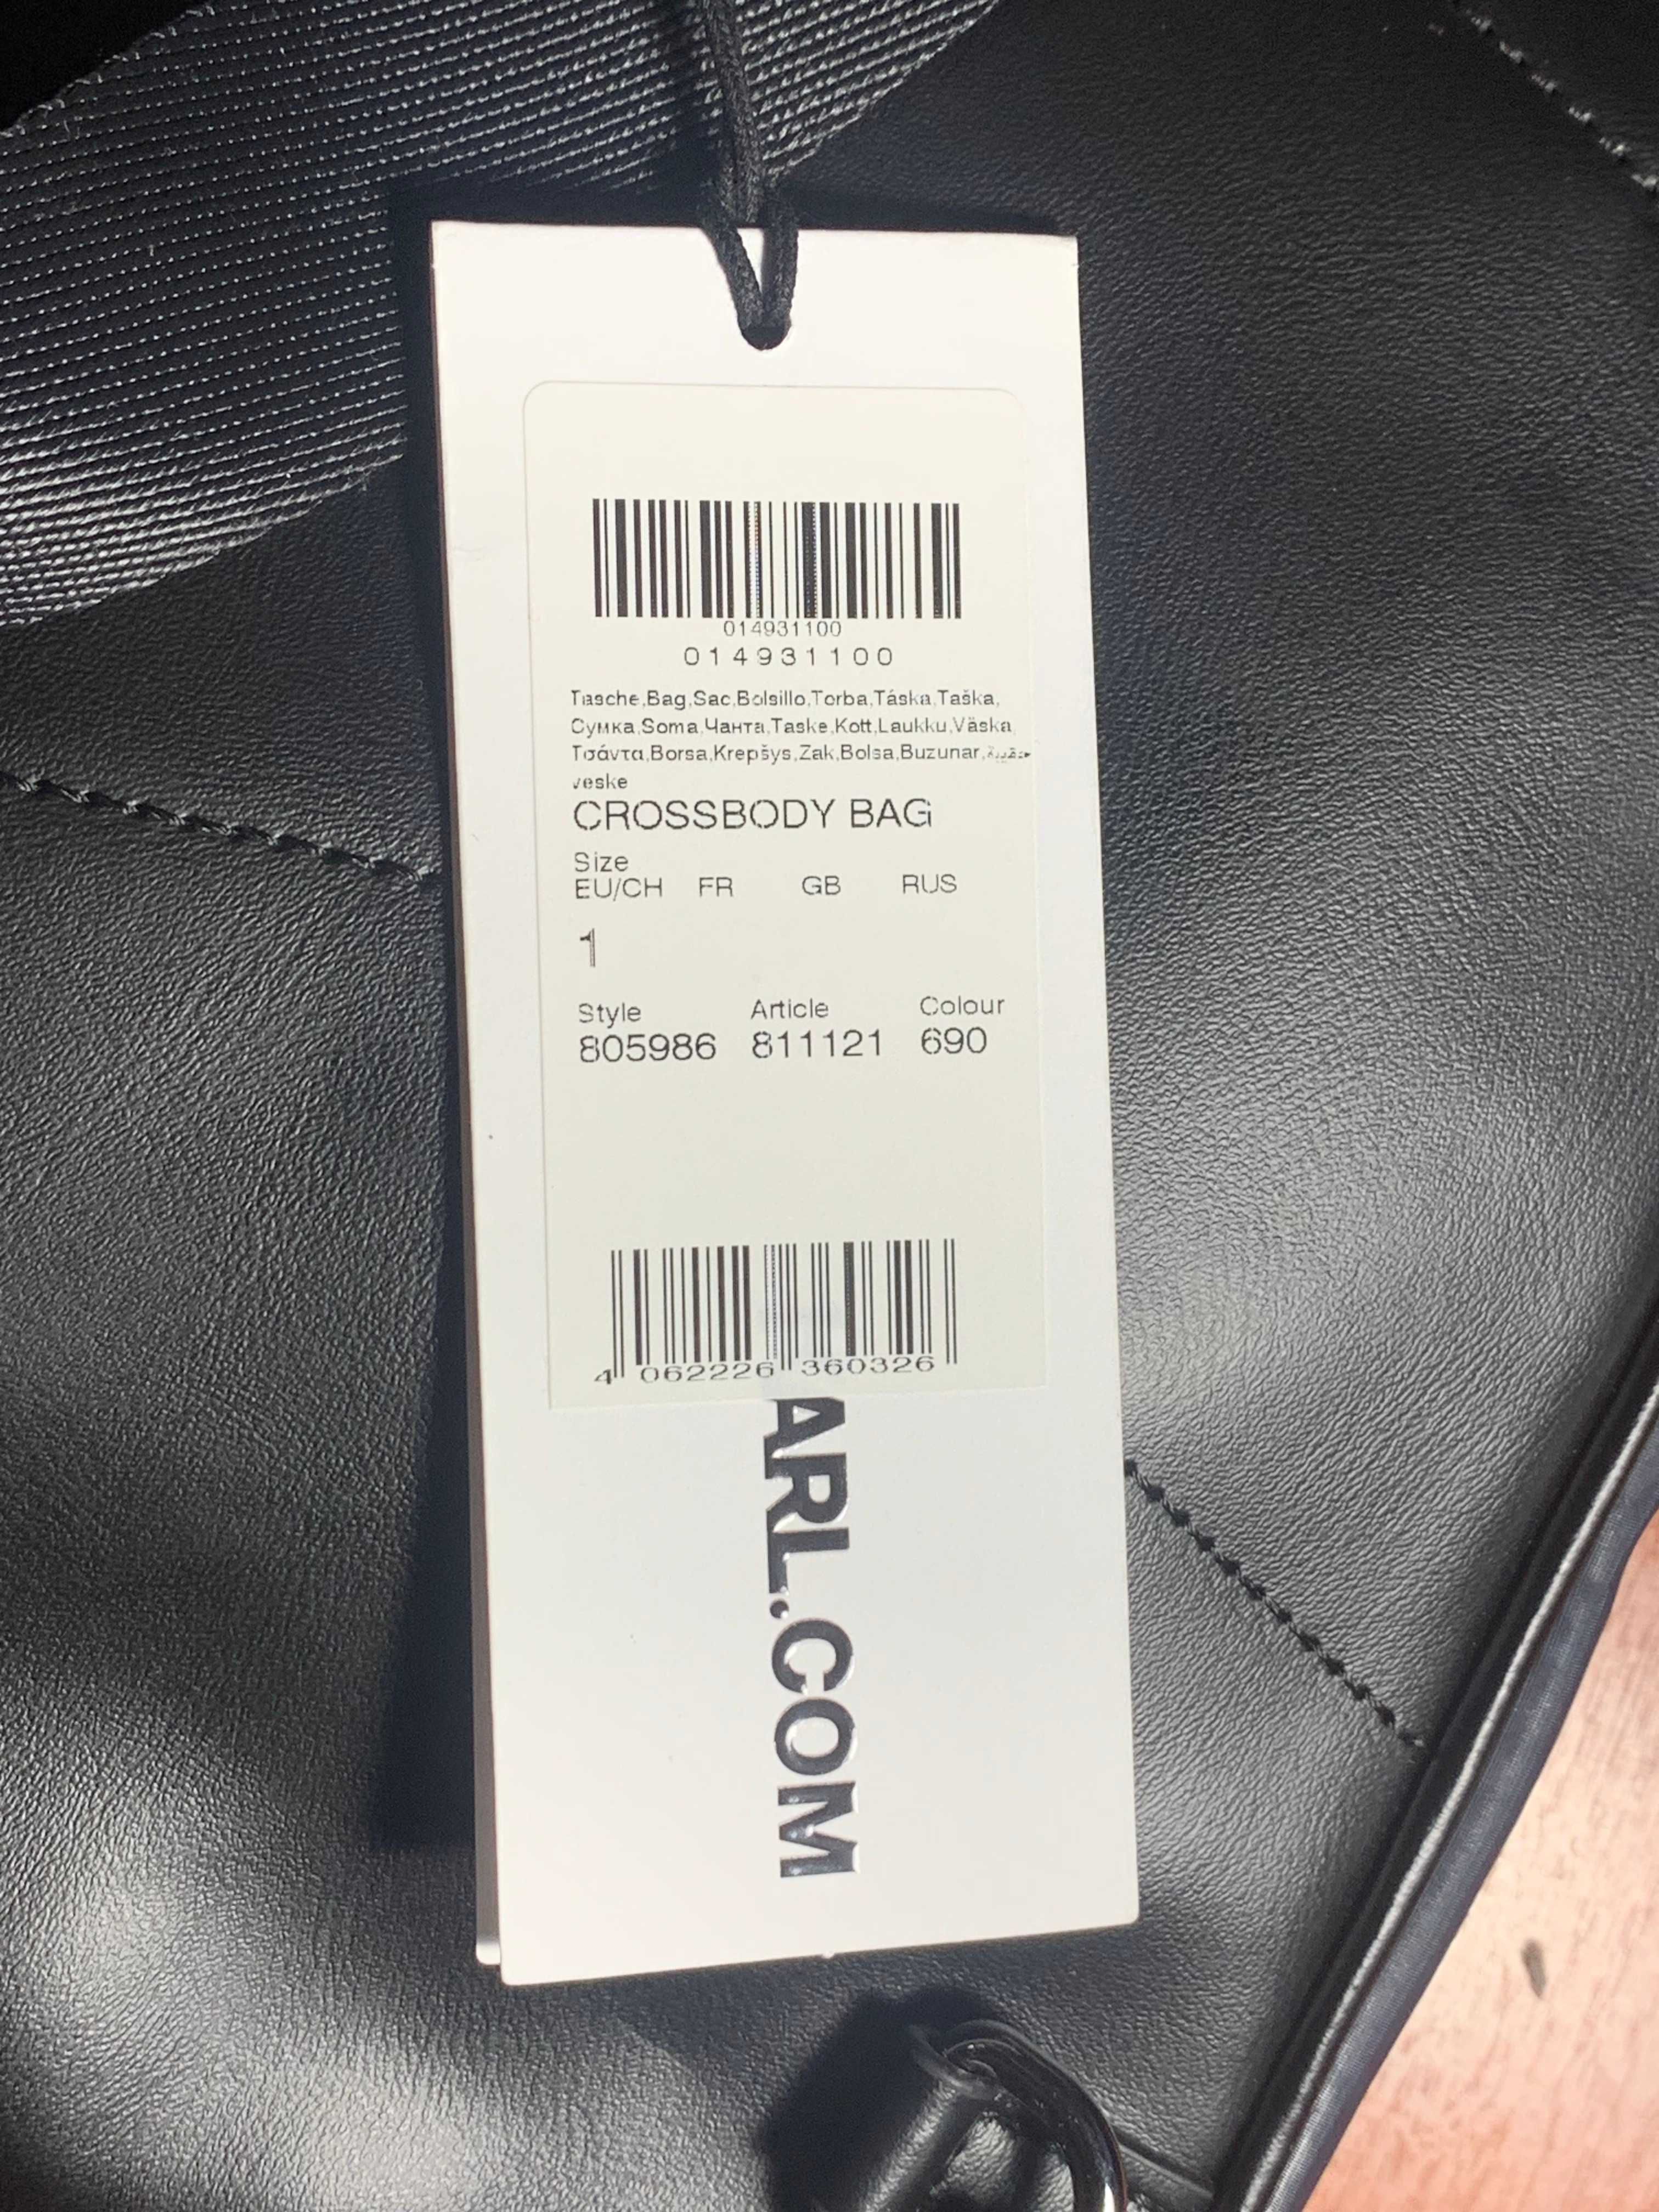 014931100
014931100
Tasche,Bag,Sac,Bolsillo,Torba,Táska,Taška,
Сумка,Soma,Чанта,Taske,Kott,Laukku,Väska,
Τσάντα,Borsa,Krepšys,Zak,Bolsa,Buzunar,
veske
CROSSBODY BAG
Size
EU/CH FR GB RUS
1
Style Article Colour
805986 811121 690
4 062226 360326
ARL.COM